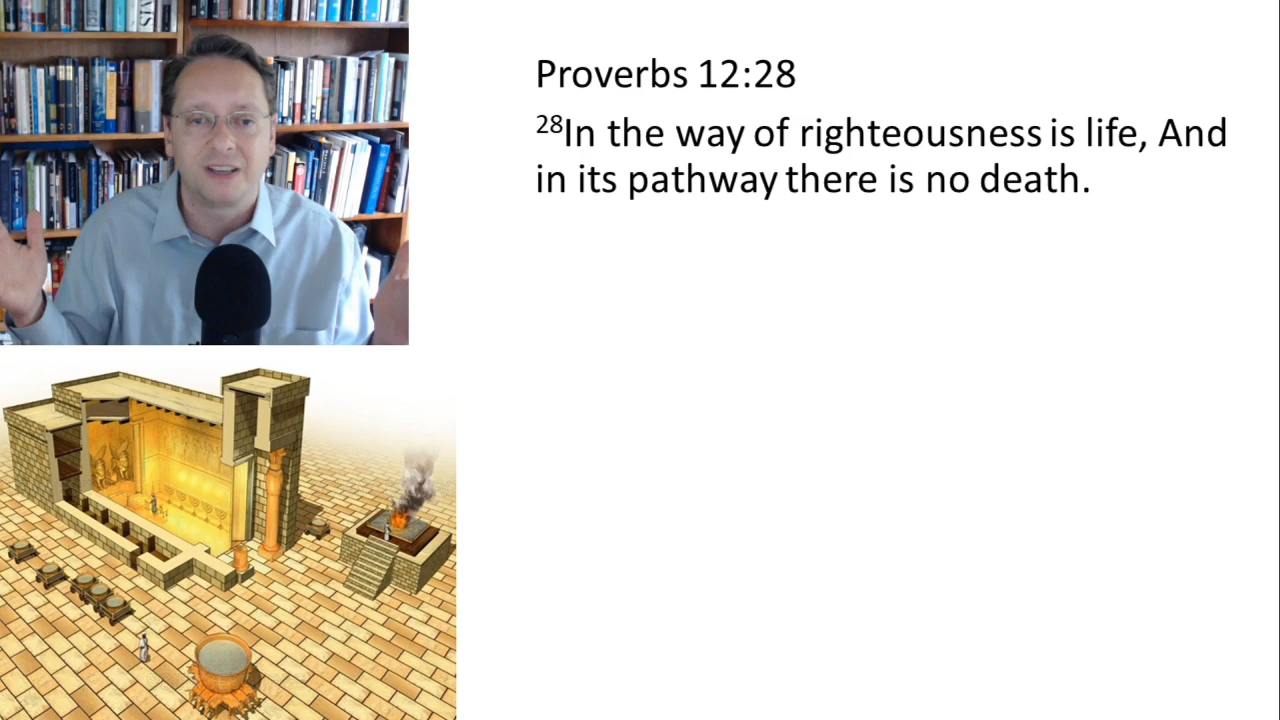 Proverbs 12:28
28In the way of righteousness is life, And
in its pathway there is no death.